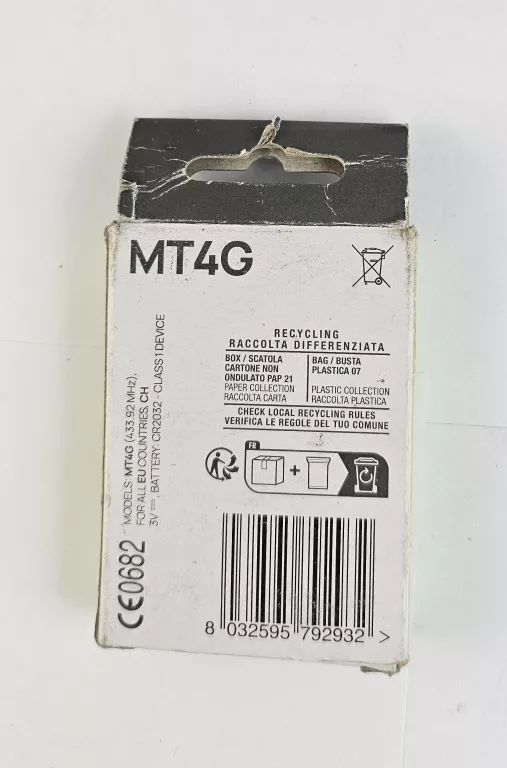 MT4G
RECYCLING
RACCOLTA DIFFERENZIATA
BOX / SCATOLA
CARTONE NON
ONDULATO PAP 21
PAPER COLLECTION
RACCOLTA CARTA
BAG / BUSTA
PLASTICA 07
PLASTIC COLLECTION
RACCOLTA PLASTICA
CHECK LOCAL RECYCLING RULES
VERIFICA LE REGOLE DEL TUO COMUNE
FR
+
MODELS: MT4G (433.92 MHz),
FOR ALL EU COUNTRIES, CH
3V⎓, BATTERY: CR2032 - CLASS 1 DEVICE
CE0682
8 032595 792932 >